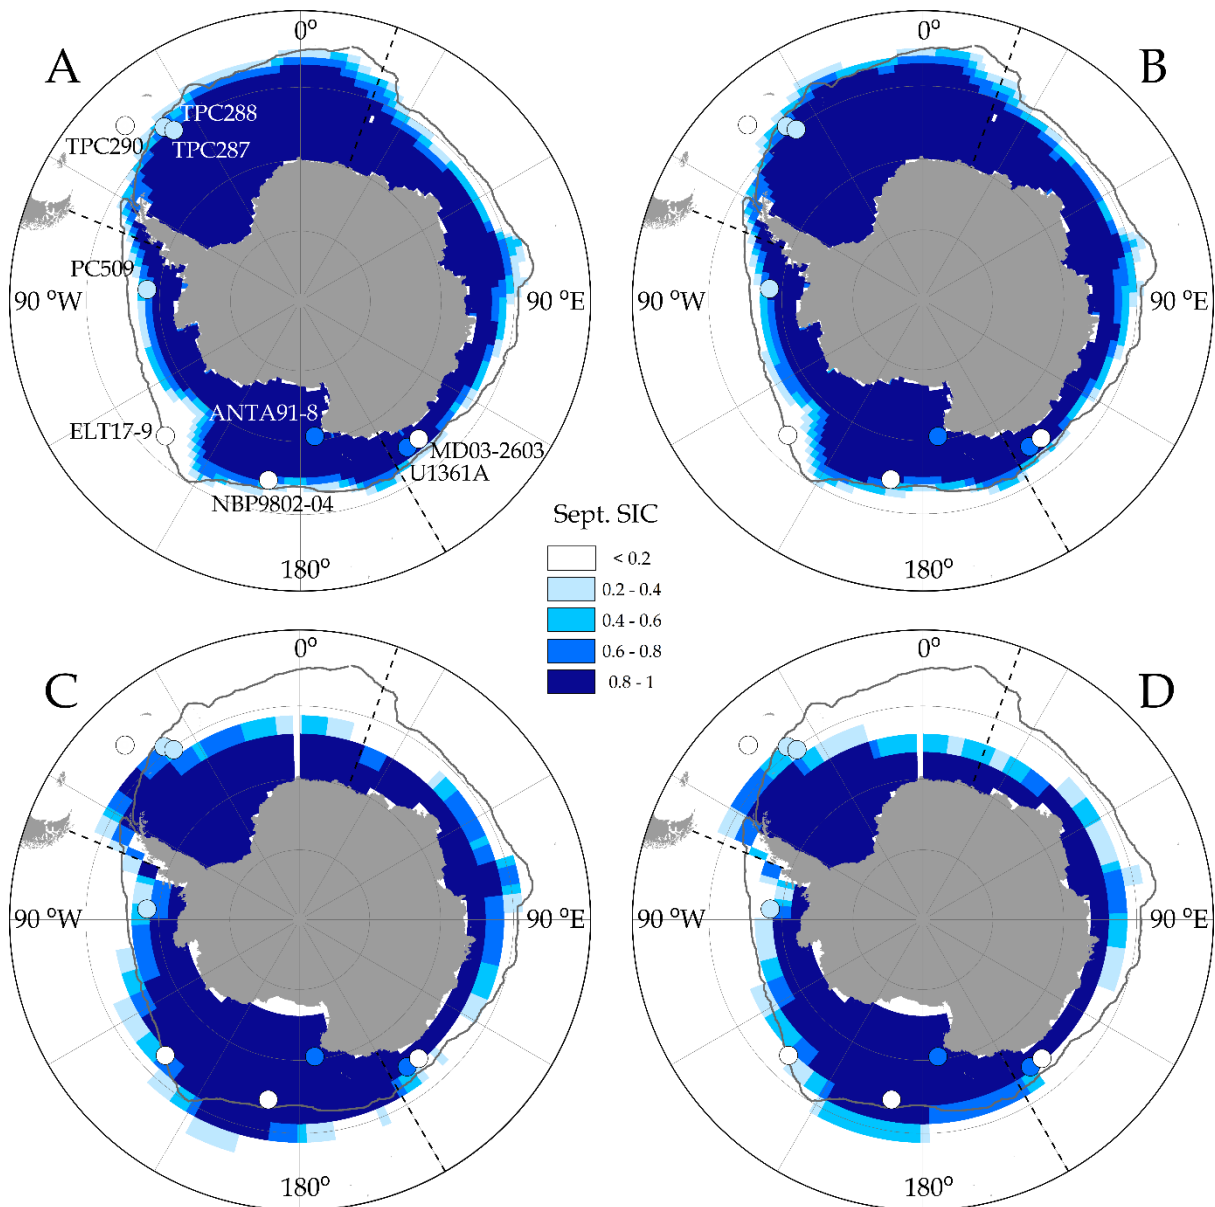 0°
A
TPC288
TPC290
TPC287
PC509
90 °W
90 °E
ANTA91-8
ELT17-9
MD03-2603
U1361A
NBP9802-04
180°
0°
B
90 °W
90 °E
180°
Sept. SIC
< 0.2
0.2 - 0.4
0.4 - 0.6
0.6 - 0.8
0.8 - 1
0°
C
90 °W
90 °E
180°
0°
D
90 °W
90 °E
180°